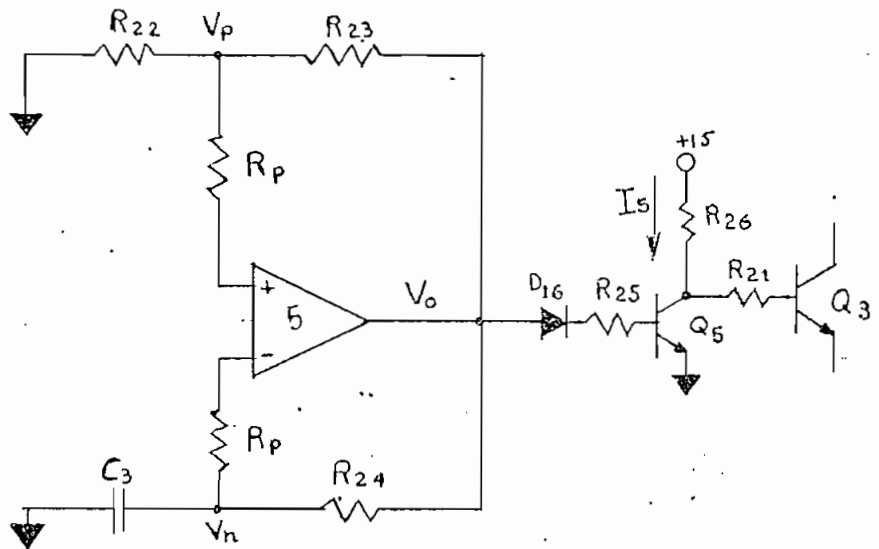 R22
Vp
R23
Rp
+15
I5
R26
+
5
Vo
D16
R25
R21
Q5
Q3
-
Rp
C3
Vn
R24